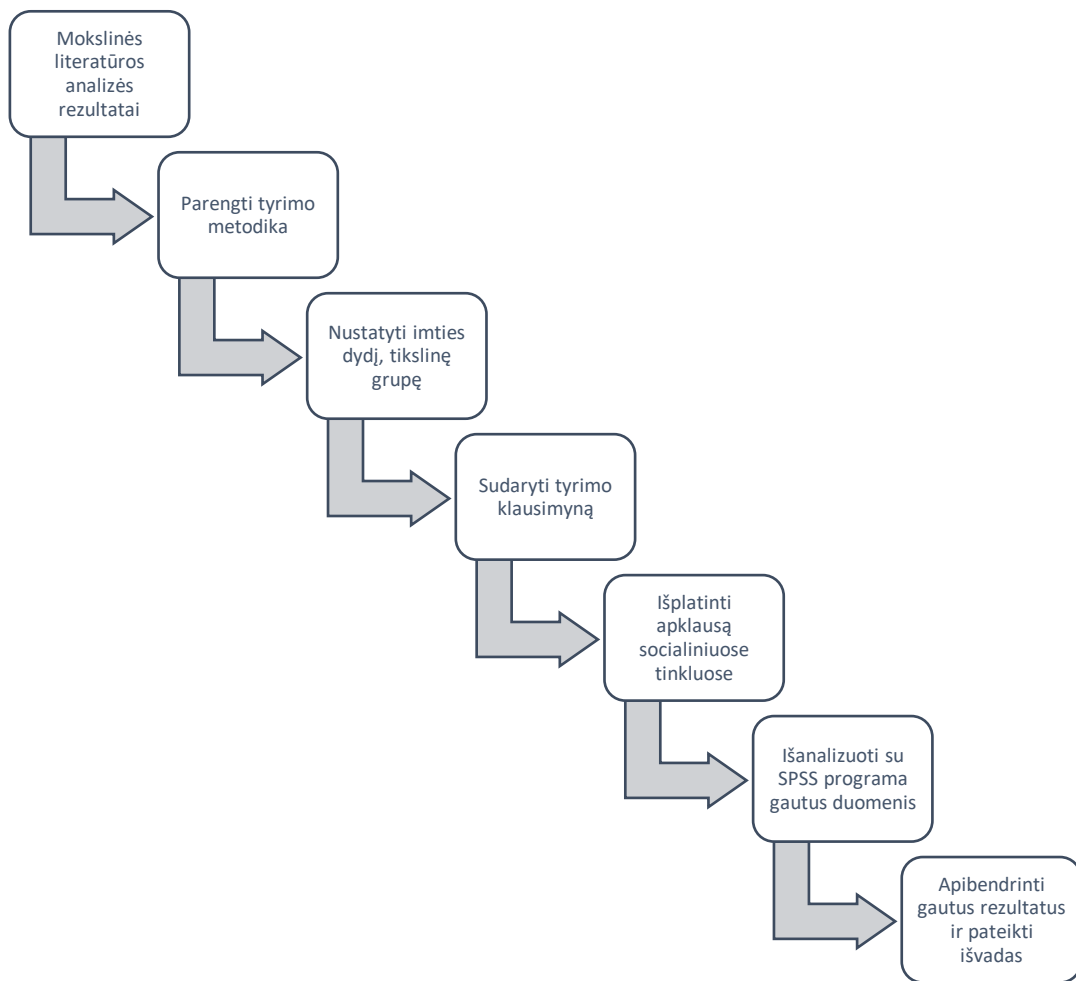 Mokslinės
literatūros
analizės
rezultatai
Parengti tyrimo
metodika
Nustatyti imties
dydį, tikslinę
grupę
Sudaryti tyrimo
klausimyną
Išplatinti
apklausą
socialiniuose
tinkluose
Išanalizuoti su
SPSS programa
gautus duomenis
Apibendrinti
gautus rezultatus
ir pateikti
išvadas